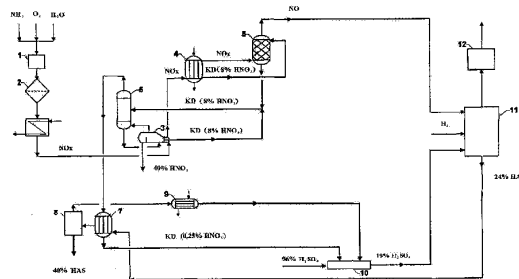 NH₃ O₂ H₂O
NO
1
2
4
5
12
NOx
NOx
KD (8% HNO₃)
6
KD (8% HNO₃)
11
H₂
3
KD (8% HNO₃)
NOx
40% HNO₃
24% HA
9
8
7
KD (0,25% HNO₃)
96% H₂SO₄
19% H₂SO₄
10
40% HAS